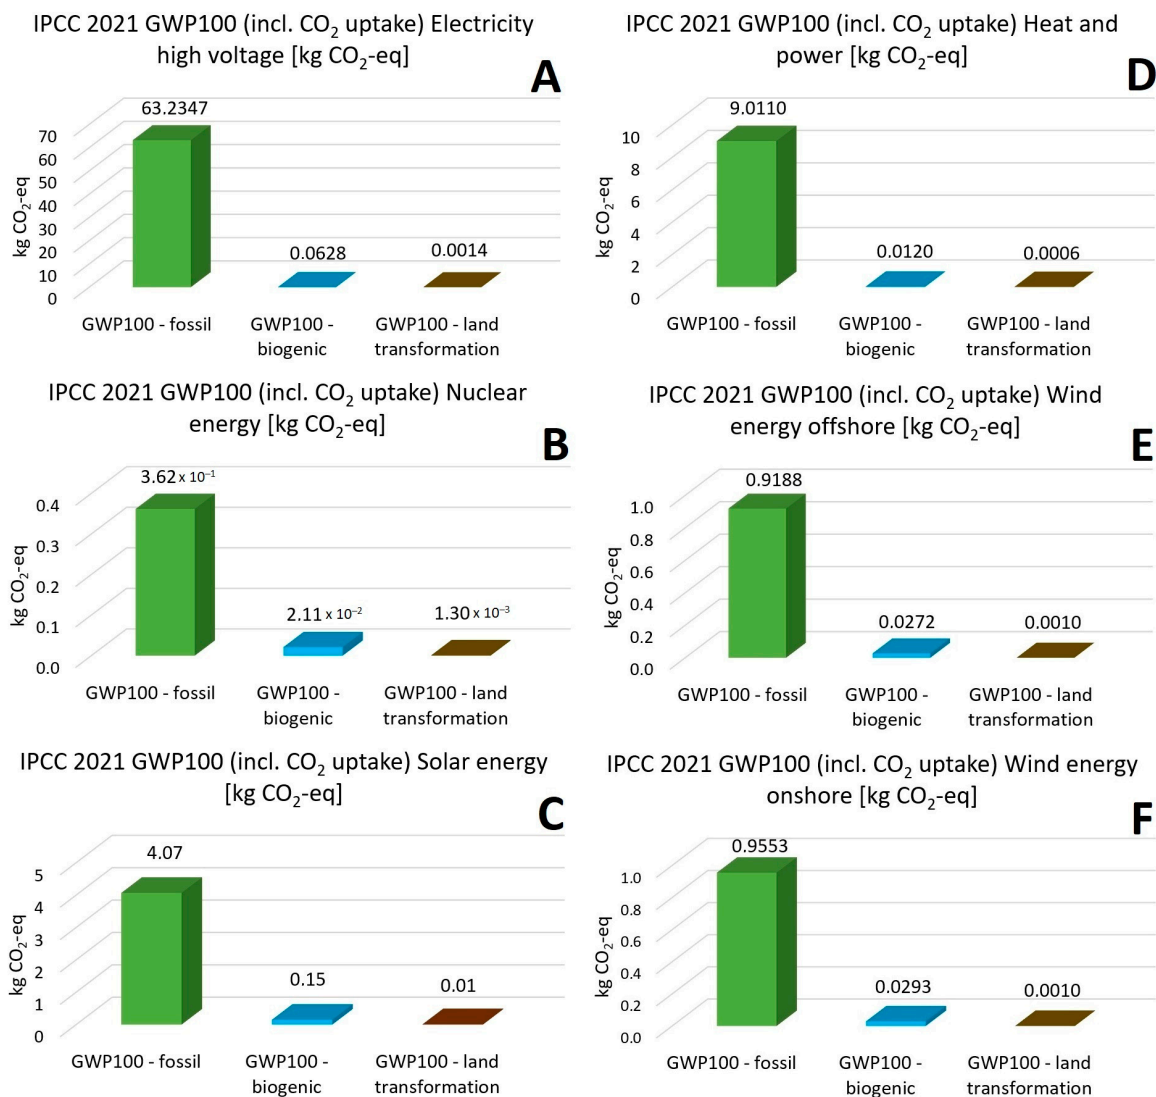 IPCC 2021 GWP100 (incl. CO₂ uptake) Electricity
high voltage [kg CO₂-eq]
A
63.2347
0.0628
0.0014
70
60
50
40
30
20
10
0
kg CO₂-eq
GWP100 - fossil
GWP100 -
biogenic
GWP100 - land
transformation
IPCC 2021 GWP100 (incl. CO₂ uptake) Heat and
power [kg CO₂-eq]
D
9.0110
0.0120
0.0006
10
8
6
4
2
0
kg CO₂-eq
GWP100 - fossil
GWP100 -
biogenic
GWP100 - land
transformation
IPCC 2021 GWP100 (incl. CO₂ uptake) Nuclear
energy [kg CO₂-eq]
B
3.62 x 10⁻¹
2.11 x 10⁻²
1.30 x 10⁻³
0.4
0.3
0.2
0.1
0.0
kg CO₂-eq
GWP100 - fossil
GWP100 -
biogenic
GWP100 - land
transformation
IPCC 2021 GWP100 (incl. CO₂ uptake) Wind
energy offshore [kg CO₂-eq]
E
0.9188
0.0272
0.0010
1.0
0.8
0.6
0.4
0.2
0.0
kg CO₂-eq
GWP100 - fossil
GWP100 -
biogenic
GWP100 - land
transformation
IPCC 2021 GWP100 (incl. CO₂ uptake) Solar energy
[kg CO₂-eq]
C
4.07
0.15
0.01
5
4
3
2
1
0
kg CO₂-eq
GWP100 - fossil
GWP100 -
biogenic
GWP100 - land
transformation
IPCC 2021 GWP100 (incl. CO₂ uptake) Wind energy
onshore [kg CO₂-eq]
F
0.9553
0.0293
0.0010
1.0
0.8
0.6
0.4
0.2
0.0
kg CO₂-eq
GWP100 - fossil
GWP100 -
biogenic
GWP100 - land
transformation